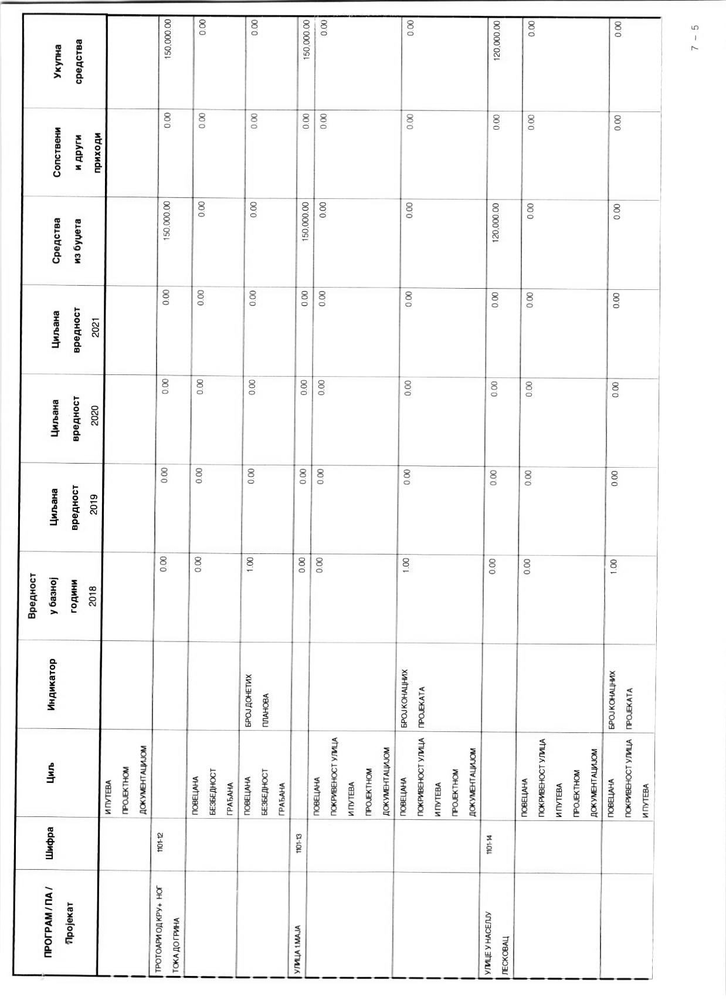 ПРОГРАМ / ПА /
Пројекат
Шифра
Циљ
Индикатор
Вредност
у базној
години
2018
Циљана
вредност
2019
Циљана
вредност
2020
Циљана
вредност
2021
Средства
из буџета
Сопствени
и други
приходи
Укупна
средства
И ПУТЕВА
ПРОЈЕКТНОМ
ДОКУМЕНТАЦИЈОМ
ТРОТОАРИ ОД КРУ+ НОГ
ТОКА ДО ГРИНА
1101-12
0.00 0.00 0.00 0.00 150,000.00 0.00 150,000.00
ПОВЕЦАНА
БЕЗБЕДНОСТ
ГРАЂАНА
0.00 0.00 0.00 0.00 0.00 0.00 0.00
ПОВЕЦАНА
БЕЗБЕДНОСТ
ГРАЂАНА
БРОЈ ДОНЕТИХ
ПЛАНОВА
1.00 0.00 0.00 0.00 0.00 0.00 0.00
УЛИЦА 1.МАЈА 1101-13 0.00 0.00 0.00 0.00 150,000.00 0.00 150,000.00
ПОВЕЦАНА
ПОКРИВЕНОСТ УЛИЦА
И ПУТЕВА
ПРОЈЕКТНОМ
ДОКУМЕНТАЦИЈОМ
0.00 0.00 0.00 0.00 0.00 0.00 0.00
ПОВЕЦАНА
ПОКРИВЕНОСТ УЛИЦА
И ПУТЕВА
ПРОЈЕКТНОМ
ДОКУМЕНТАЦИЈОМ
БРОЈ КОНАЦНИХ
ПРОЈЕКАТА
1.00 0.00 0.00 0.00 0.00 0.00 0.00
УЛИЦЕ У НАСЕЉУ
ЛЕСКОВАЦ
1101-14
0.00 0.00 0.00 0.00 120,000.00 0.00 120,000.00
ПОВЕЦАНА
ПОКРИВЕНОСТ УЛИЦА
И ПУТЕВА
ПРОЈЕКТНОМ
ДОКУМЕНТАЦИЈОМ
0.00 0.00 0.00 0.00 0.00 0.00 0.00
ПОВЕЦАНА
ПОКРИВЕНОСТ УЛИЦА
И ПУТЕВА
БРОЈ КОНАЦНИХ
ПРОЈЕКАТА
1.00 0.00 0.00 0.00 0.00 0.00 0.00
7 - 5